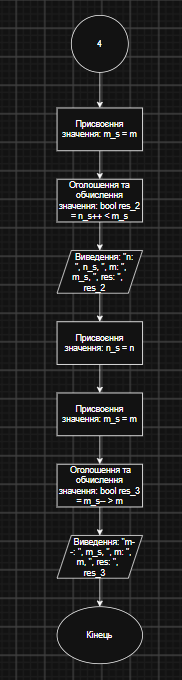 4
Присвоєння
значення: m_s = m
Оголошення та
обчислення
значення: bool res_2
= n_s++ < m_s
Виведення: "n:
", n_s, ", m: ",
m_s, ", res: ",
res_2
Присвоєння
значення: n_s = n
Присвоєння
значення: m_s = m
Оголошення та
обчислення
значення: bool res_3
= m_s-- > m
Виведення: "m-
-: ", m_s, ", m: ",
m, ", res: ",
res_3
Кінець